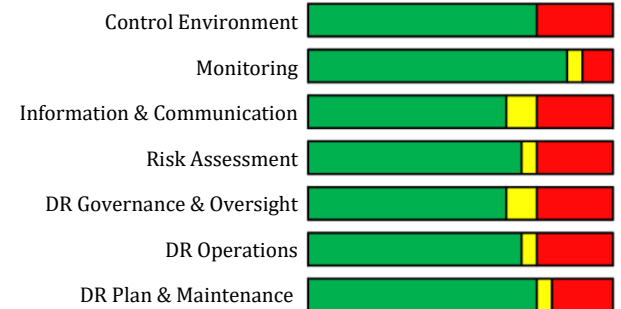 Control Environment
Monitoring
Information & Communication
Risk Assessment
DR Governance & Oversight
DR Operations
DR Plan & Maintenance